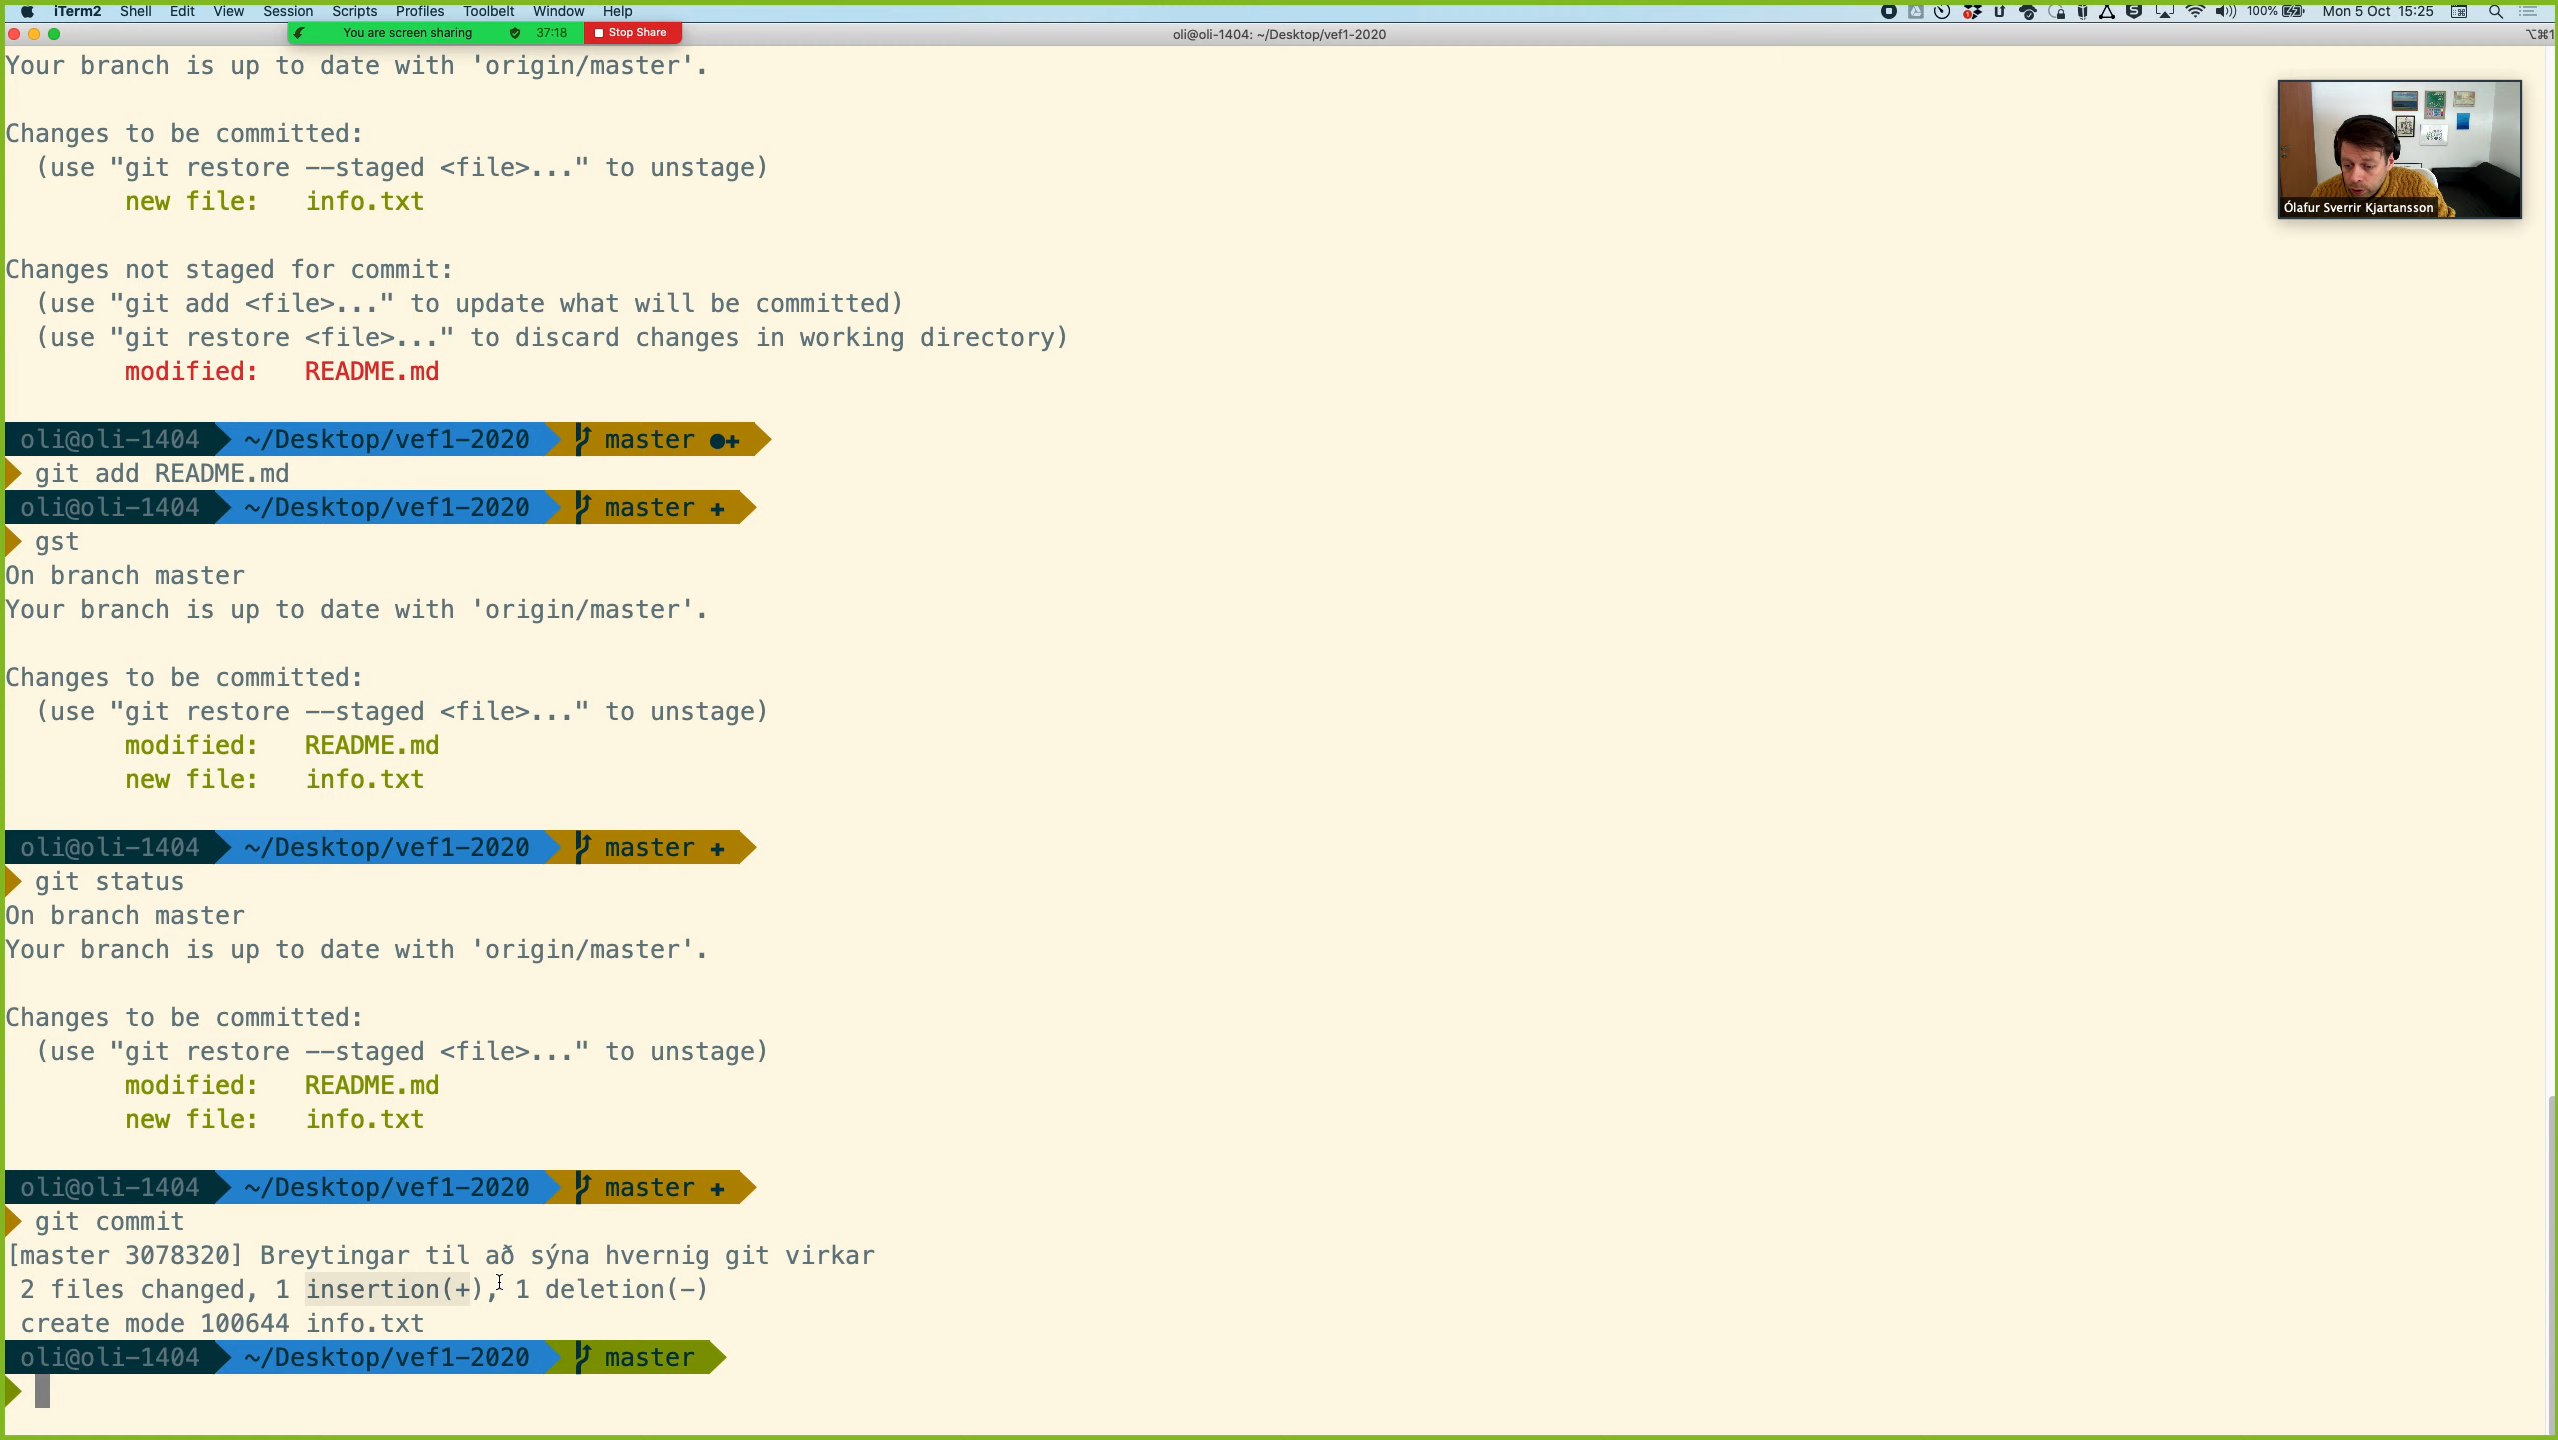 iTerm2 Shell Edit View Session Scripts Profiles Toolbelt Window Help 100% Mon 5 Oct 15:25
You are screen sharing 37:18 Stop Share
oli@oli-1404: ~/Desktop/vef1-2020 ⌥⌘1
Your branch is up to date with 'origin/master'.
Changes to be committed:
(use "git restore --staged <file>..." to unstage)
new file: info.txt
Ólafur Sverrir Kjartansson
Changes not staged for commit:
(use "git add <file>..." to update what will be committed)
(use "git restore <file>..." to discard changes in working directory)
modified: README.md
oli@oli-1404 ~/Desktop/vef1-2020 master ●+
git add README.md
oli@oli-1404 ~/Desktop/vef1-2020 master +
gst
On branch master
Your branch is up to date with 'origin/master'.
Changes to be committed:
(use "git restore --staged <file>..." to unstage)
modified: README.md
new file: info.txt
oli@oli-1404 ~/Desktop/vef1-2020 master +
git status
On branch master
Your branch is up to date with 'origin/master'.
Changes to be committed:
(use "git restore --staged <file>..." to unstage)
modified: README.md
new file: info.txt
oli@oli-1404 ~/Desktop/vef1-2020 master +
git commit
[master 3078320] Breytingar til að sýna hvernig git virkar
2 files changed, 1 insertion(+), 1 deletion(-)
create mode 100644 info.txt
oli@oli-1404 ~/Desktop/vef1-2020 master